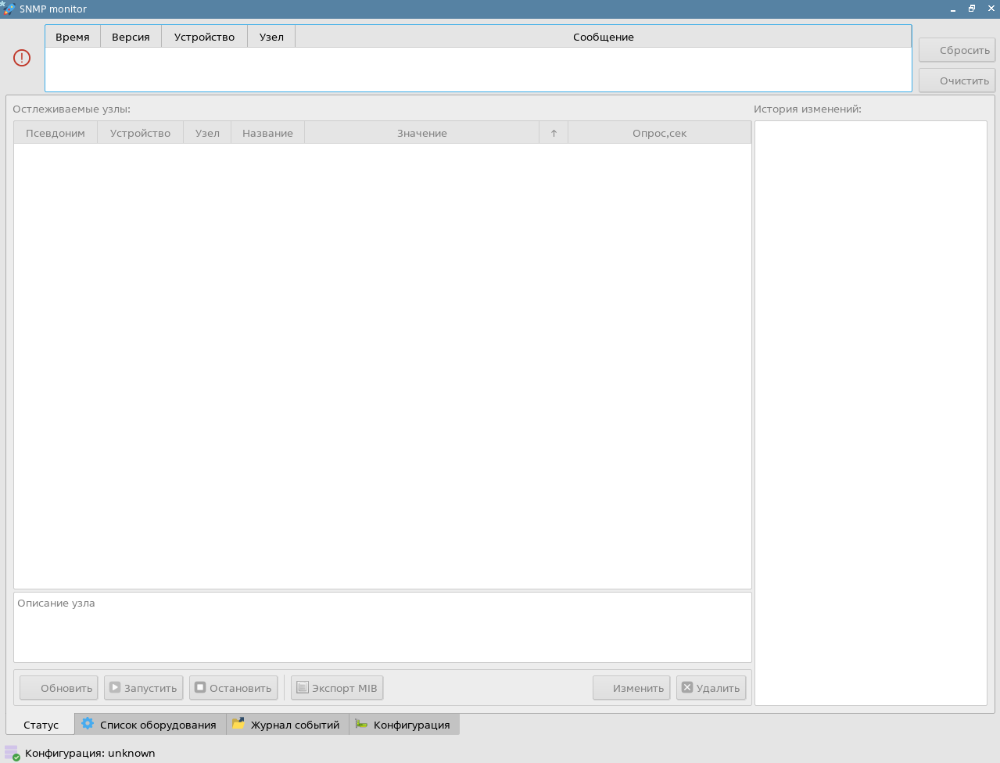 SNMP monitor
Время Версия Устройство Узел Сообщение
Сбросить
Очистить
Остлеживаемые узлы: История изменений:
Псевдоним Устройство Узел Название Значение ↑ Опрос,сек
Описание узла
Обновить Запустить Остановить Экспорт MIB Изменить Удалить
Статус Список оборудования Журнал событий Конфигурация
Конфигурация: unknown